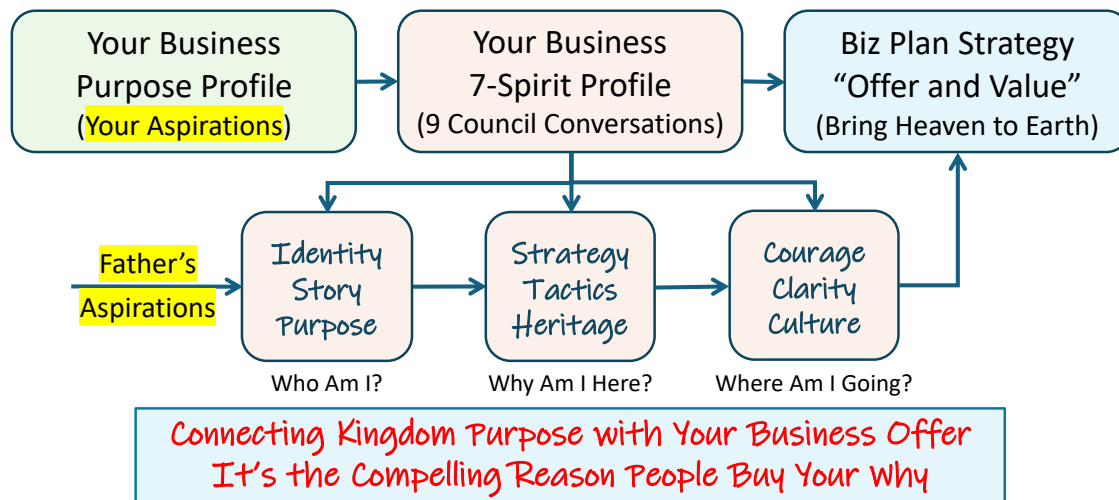 Your Business
Purpose Profile
(Your Aspirations)
Your Business
7-Spirit Profile
(9 Council Conversations)
Biz Plan Strategy
“Offer and Value”
(Bring Heaven to Earth)
Father’s
Aspirations
Identity
Story
Purpose
Who Am I?
Strategy
Tactics
Heritage
Why Am I Here?
Courage
Clarity
Culture
Where Am I Going?
Connecting Kingdom Purpose with Your Business Offer
It's the Compelling Reason People Buy Your Why